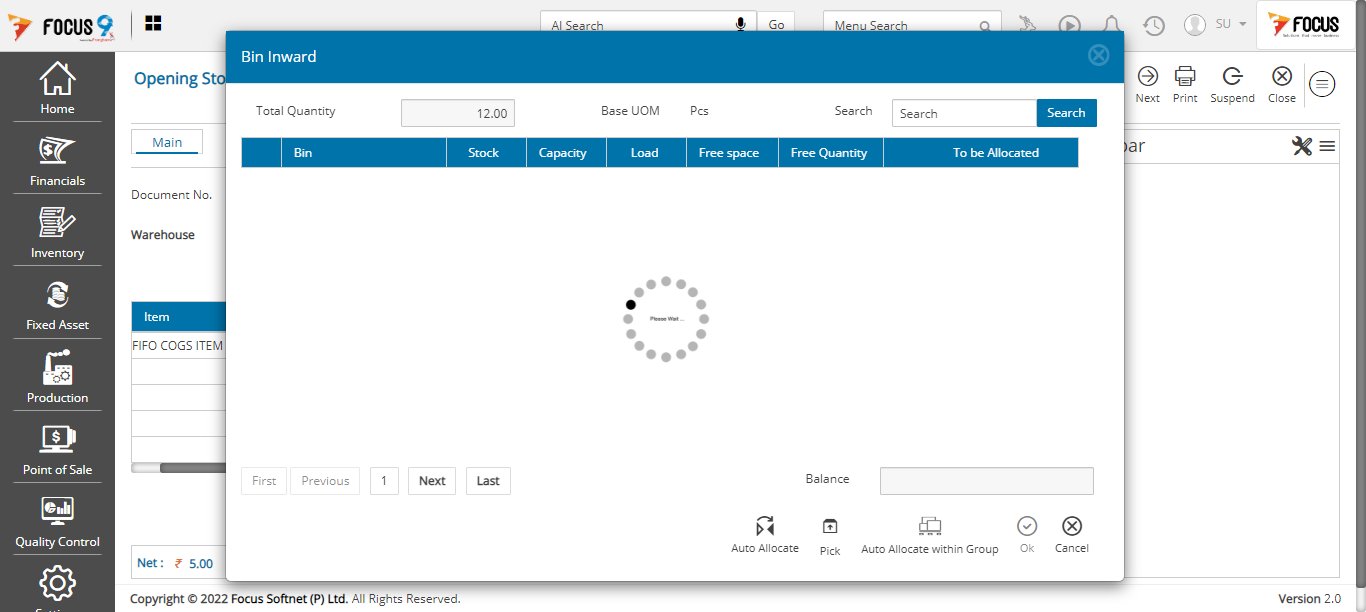 FOCUS 9
AI Search
Go
Menu Search
SU
FOCUS
Home
Financials
Inventory
Fixed Asset
Production
Point of Sale
Quality Control
Opening Sto
Next
Print
Suspend
Close
Main
bar
Document No.
Warehouse
Item
FIFO COGS ITEM
Net : ₹ 5.00
Bin Inward
Total Quantity
12.00
Base UOM
Pcs
Search
Search
Search
Bin
Stock
Capacity
Load
Free space
Free Quantity
To be Allocated
Please Wait ...
First
Previous
1
Next
Last
Balance
Auto Allocate
Pick
Auto Allocate within Group
Ok
Cancel
Copyright © 2022 Focus Softnet (P) Ltd. All Rights Reserved.
Version 2.0